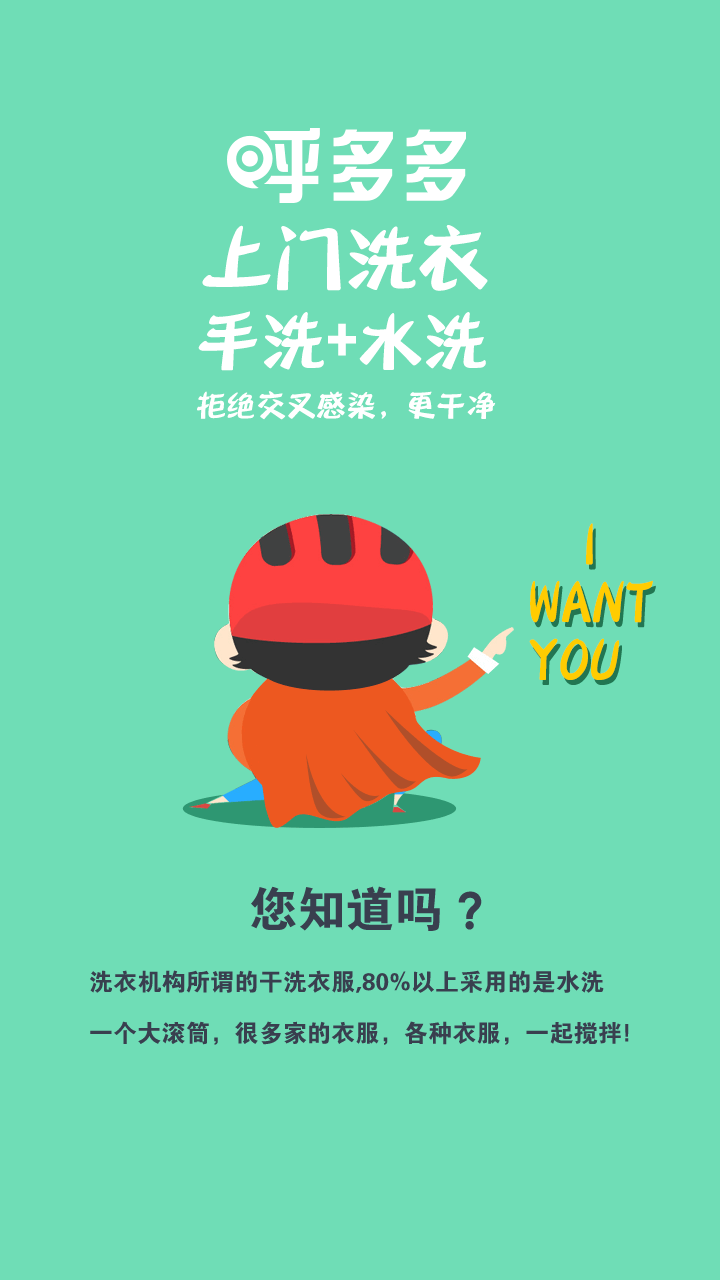 呼多多
上门洗衣
手洗+水洗
拒绝交叉感染，更干净
I
WANT
YOU
您知道吗？
洗衣机构所谓的干洗衣服,80%以上采用的是水洗
一个大滚筒，很多家的衣服，各种衣服，一起搅拌!